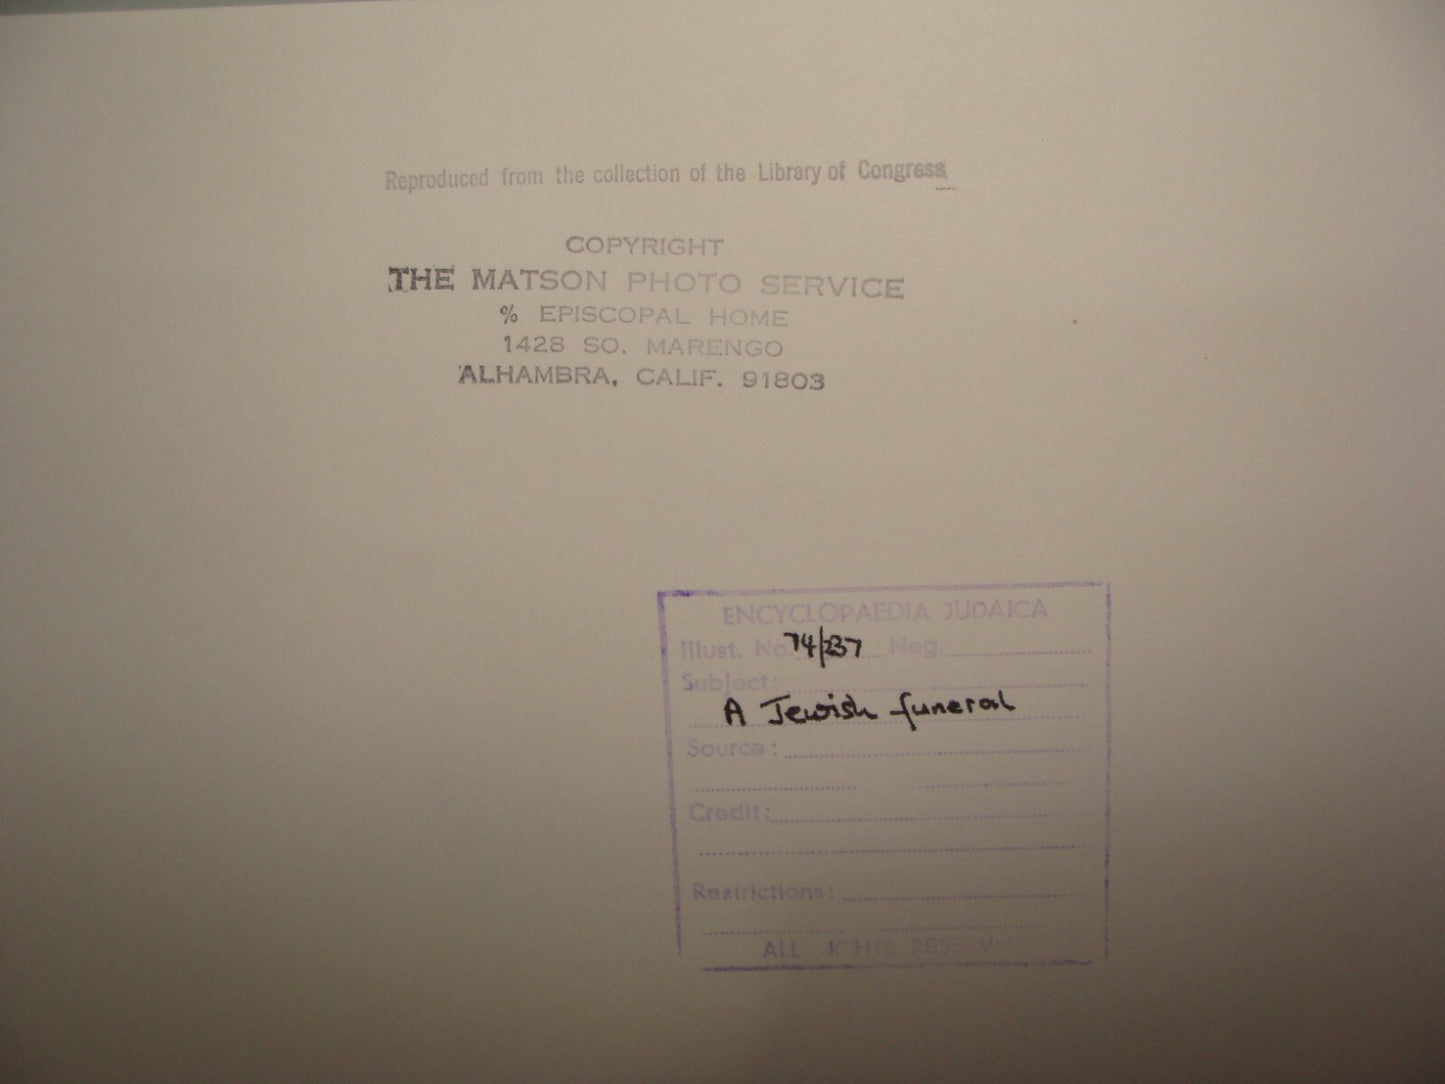 Reproduced from the collection of the Library of Congress
COPYRIGHT
THE MATSON PHOTO SERVICE
% EPISCOPAL HOME
1428 SO. MARENGO
ALHAMBRA, CALIF. 91803
ENCYCLOPAEDIA JUDAICA
Illust. No. 74/237 Neg
Subject:
A Jewish funeral
Source:
Credit:
Restrictions:
ALL